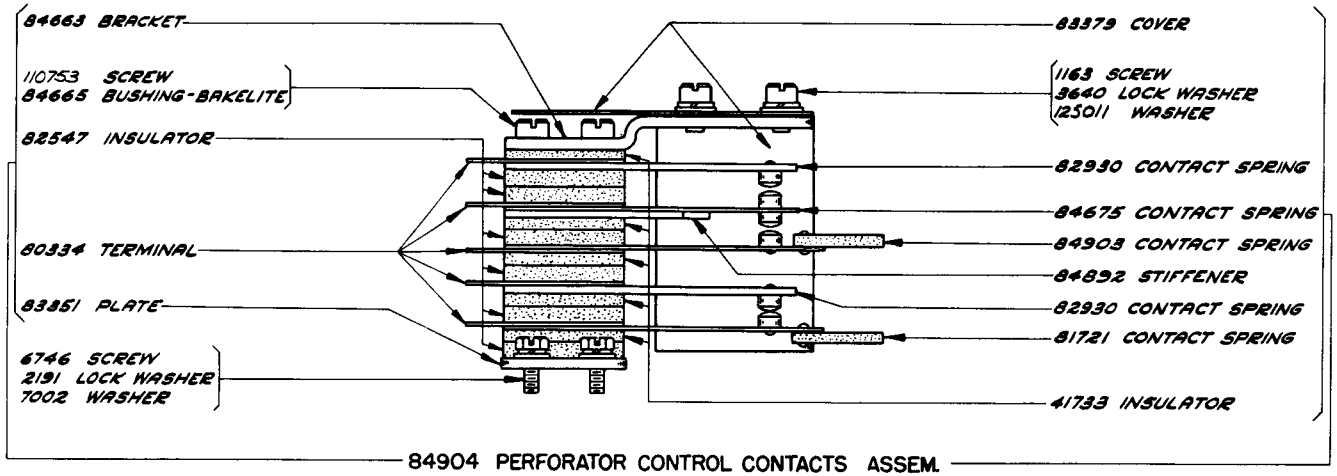 84663 BRACKET
110753 SCREW
84665 BUSHING-BAKELITE
82547 INSULATOR
80334 TERMINAL
83351 PLATE
6746 SCREW
2191 LOCK WASHER
7002 WASHER
83379 COVER
1163 SCREW
3640 LOCK WASHER
125011 WASHER
82930 CONTACT SPRING
84675 CONTACT SPRING
84903 CONTACT SPRING
84892 STIFFENER
82930 CONTACT SPRING
81721 CONTACT SPRING
41733 INSULATOR
84904 PERFORATOR CONTROL CONTACTS ASSEM.